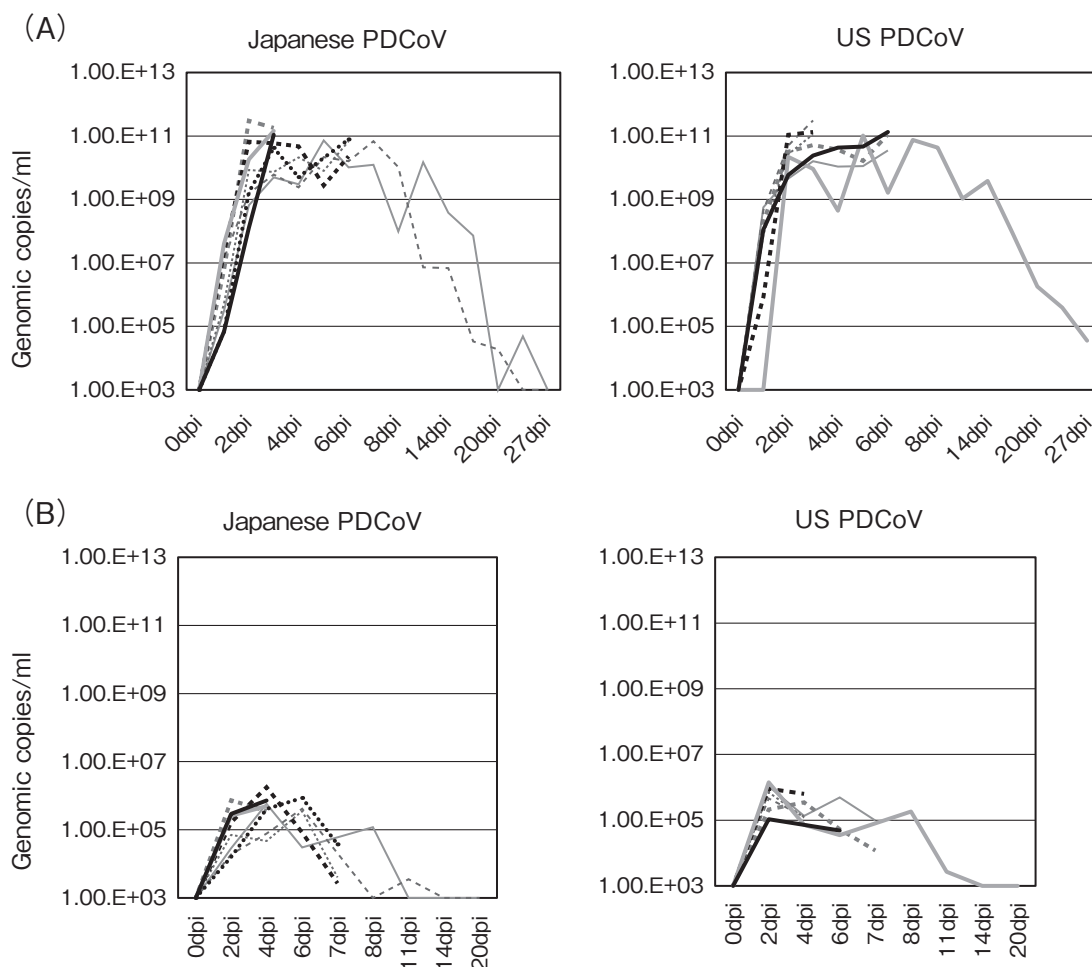 (A)
Japanese PDCoV
US PDCoV
Genomic copies/ml
1.00.E+13
1.00.E+11
1.00.E+09
1.00.E+07
1.00.E+05
1.00.E+03
0dpi
2dpi
4dpi
6dpi
8dpi
14dpi
20dpi
27dpi
1.00.E+13
1.00.E+11
1.00.E+09
1.00.E+07
1.00.E+05
1.00.E+03
0dpi
2dpi
4dpi
6dpi
8dpi
14dpi
20dpi
27dpi
(B)
Japanese PDCoV
US PDCoV
Genomic copies/ml
1.00.E+13
1.00.E+11
1.00.E+09
1.00.E+07
1.00.E+05
1.00.E+03
0dpi
2dpi
4dpi
6dpi
7dpi
8dpi
11dpi
14dpi
20dpi
1.00.E+13
1.00.E+11
1.00.E+09
1.00.E+07
1.00.E+05
1.00.E+03
0dpi
2dpi
4dpi
6dpi
7dpi
8dpi
11dpi
14dpi
20dpi